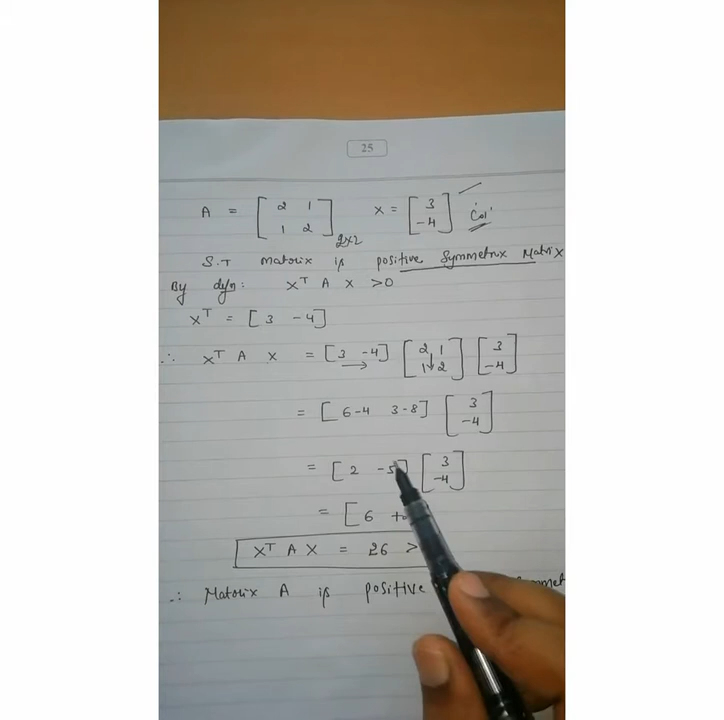 25
A = [ 2 1 1 2 ] 2x2 X = [ 3 -4 ] 'Col'
S.T matrix is positive Symmetrix Matrix
By defn: X^T A X >0
X^T = [ 3 -4 ]
∴ X^T A X = [ 3 -4 ] [ 2 1 1 2 ] [ 3 -4 ]
= [ 6-4 3-8 ] [ 3 -4 ]
= [ 2 -5 ] [ 3 -4 ]
= [ 6 +
X^T A X = 26 >
∴ Matrix A is positive